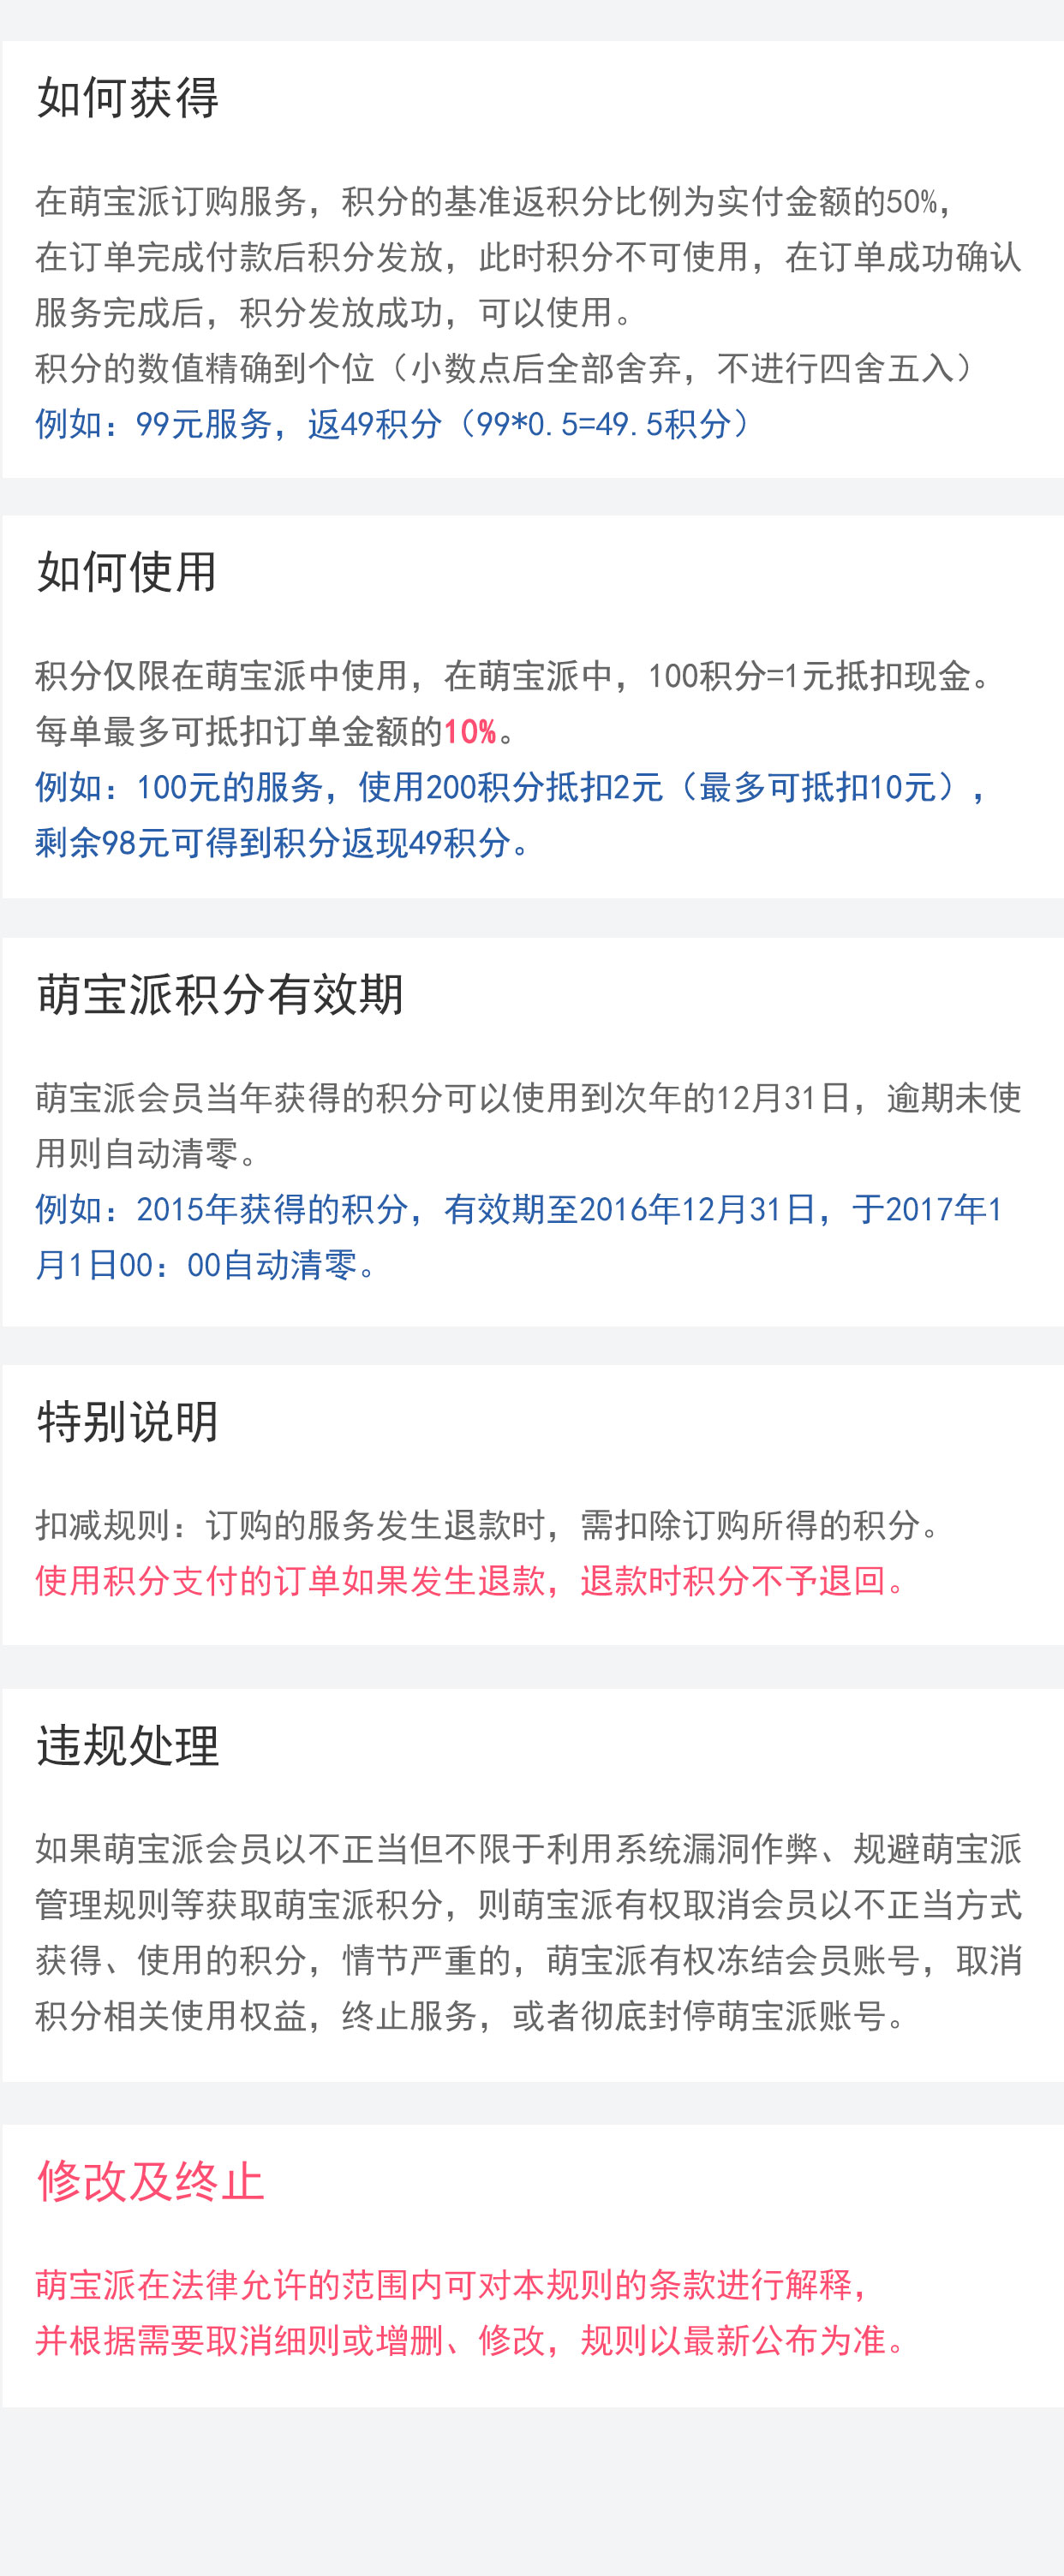 如何获得
在萌宝派订购服务，积分的基准返积分比例为实付金额的50%，
在订单完成付款后积分发放，此时积分不可使用，在订单成功确认
服务完成后，积分发放成功，可以使用。
积分的数值精确到个位（小数点后全部舍弃，不进行四舍五入）
例如：99元服务，返49积分（99*0.5=49.5积分）
如何使用
积分仅限在萌宝派中使用，在萌宝派中，100积分=1元抵扣现金。
每单最多可抵扣订单金额的10%。
例如：100元的服务，使用200积分抵扣2元（最多可抵扣10元），
剩余98元可得到积分返现49积分。
萌宝派积分有效期
萌宝派会员当年获得的积分可以使用到次年的12月31日，逾期未使
用则自动清零。
例如：2015年获得的积分，有效期至2016年12月31日，于2017年1
月1日00：00自动清零。
特别说明
扣减规则：订购的服务发生退款时，需扣除订购所得的积分。
使用积分支付的订单如果发生退款，退款时积分不予退回。
违规处理
如果萌宝派会员以不正当但不限于利用系统漏洞作弊、规避萌宝派
管理规则等获取萌宝派积分，则萌宝派有权取消会员以不正当方式
获得、使用的积分，情节严重的，萌宝派有权冻结会员账号，取消
积分相关使用权益，终止服务，或者彻底封停萌宝派账号。
修改及终止
萌宝派在法律允许的范围内可对本规则的条款进行解释，
并根据需要取消细则或增删、修改，规则以最新公布为准。